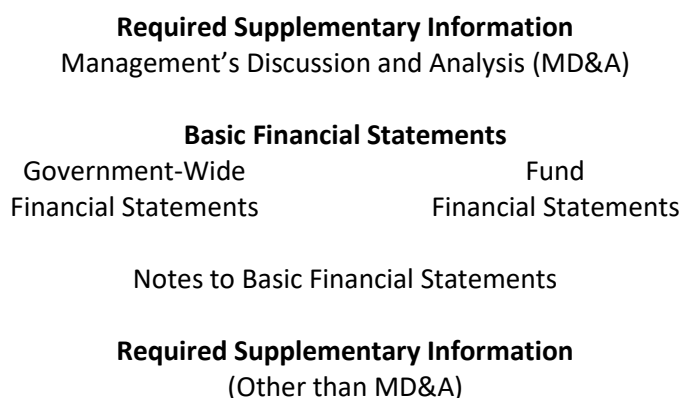 Required Supplementary Information
Management’s Discussion and Analysis (MD&A)
Basic Financial Statements
Government-Wide Fund
Financial Statements Financial Statements
Notes to Basic Financial Statements
Required Supplementary Information
(Other than MD&A)